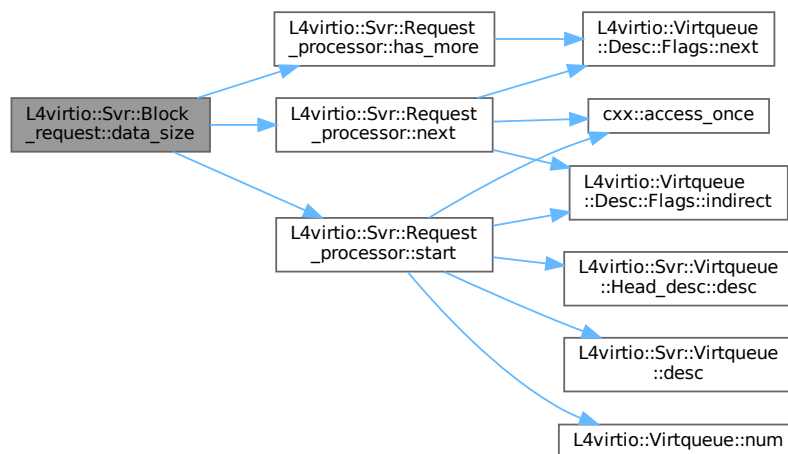 L4virtio::Svr::Block
_request::data_size
L4virtio::Svr::Request
_processor::has_more
L4virtio::Svr::Request
_processor::next
L4virtio::Svr::Request
_processor::start
L4virtio::Virtqueue
::Desc::Flags::next
cxx::access_once
L4virtio::Virtqueue
::Desc::Flags::indirect
L4virtio::Svr::Virtqueue
::Head_desc::desc
L4virtio::Svr::Virtqueue
::desc
L4virtio::Virtqueue::num